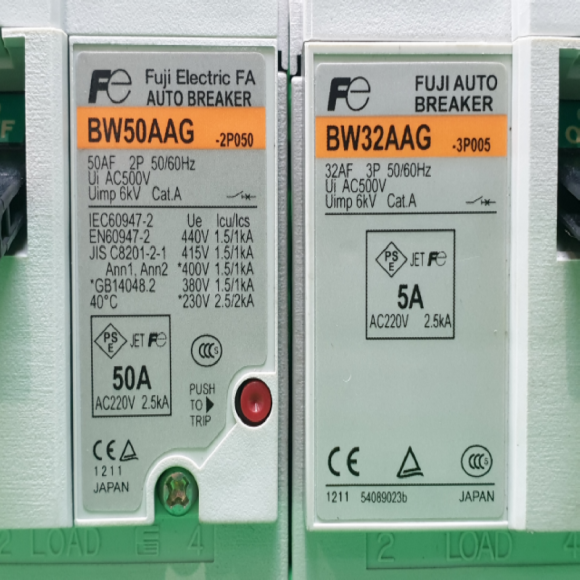 Fe Fuji Electric FA
AUTO BREAKER
BW50AAG -2P050
50AF 2P 50/60Hz
Ui AC500V
Uimp 6kV Cat.A
IEC60947-2 Ue Icu/Ics
EN60947-2 440V 1.5/1kA
JIS C8201-2-1 415V 1.5/1kA
Ann1, Ann2 *400V 1.5/1kA
*GB14048.2 380V 1.5/1kA
40°C *230V 2.5/2kA
PS E JET Fe
50A
AC220V 2.5kA
CCC S
PUSH
TO
TRIP
CE
1211
JAPAN
2 LOAD 4
Fe FUJI AUTO
BREAKER
BW32AAG -3P005
32AF 3P 50/60Hz
Ui AC500V
Uimp 6kV Cat.A
PS E JET Fe
5A
AC220V 2.5kA
CE CCC S
1211 54089023b JAPAN
2 LOAD